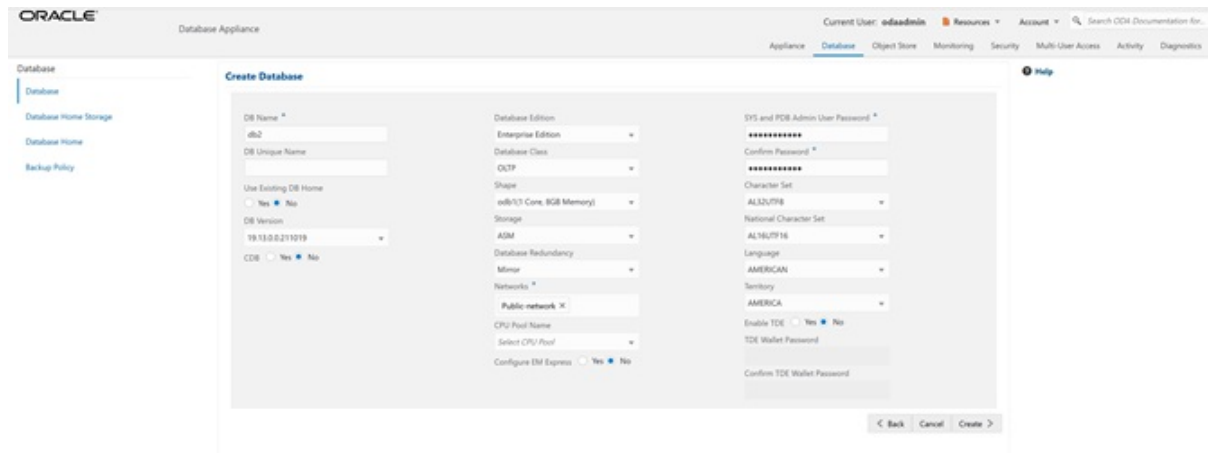 ORACLE
Database Appliance
Current User: odaadmin Resources Account Search ODA Documentation for...
Appliance Database Object Store Monitoring Security Multi-User Access Activity Diagnostics
Database
Database
Database Home Storage
Database Home
Backup Policy
Create Database
DB Name *
db2
DB Unique Name
Use Existing DB Home
Yes No
DB Version
19.13.0.0.211019
CDB Yes No
Database Edition
Enterprise Edition
Database Class
OLTP
Shape
odb1(1 Core, 8GB Memory)
Storage
ASM
Database Redundancy
Mirror
Networks *
Public-network X
CPU Pool Name
Select CPU Pool
Configure EM Express Yes No
SYS and PDB Admin User Password *
•••••••••••
Confirm Password *
•••••••••••
Character Set
AL32UTF8
National Character Set
AL16UTF16
Language
AMERICAN
Territory
AMERICA
Enable TDE Yes No
TDE Wallet Password
Confirm TDE Wallet Password
< Back Cancel Create >
Help